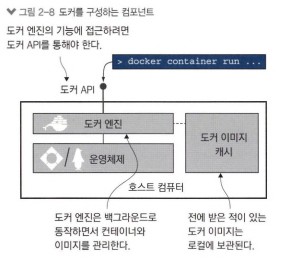 ❤ 그림 2-8 도커를 구성하는 컴포넌트
도커 엔진의 기능에 접근하려면
도커 API를 통해야 한다.
> docker container run ...
도커 API
도커 엔진
운영체제
도커 이미지
캐시
호스트 컴퓨터
도커 엔진은 백그라운드로
동작하면서 컨테이너와
이미지를 관리한다.
전에 받은 적이 있는
도커 이미지는
로컬에 보관된다.